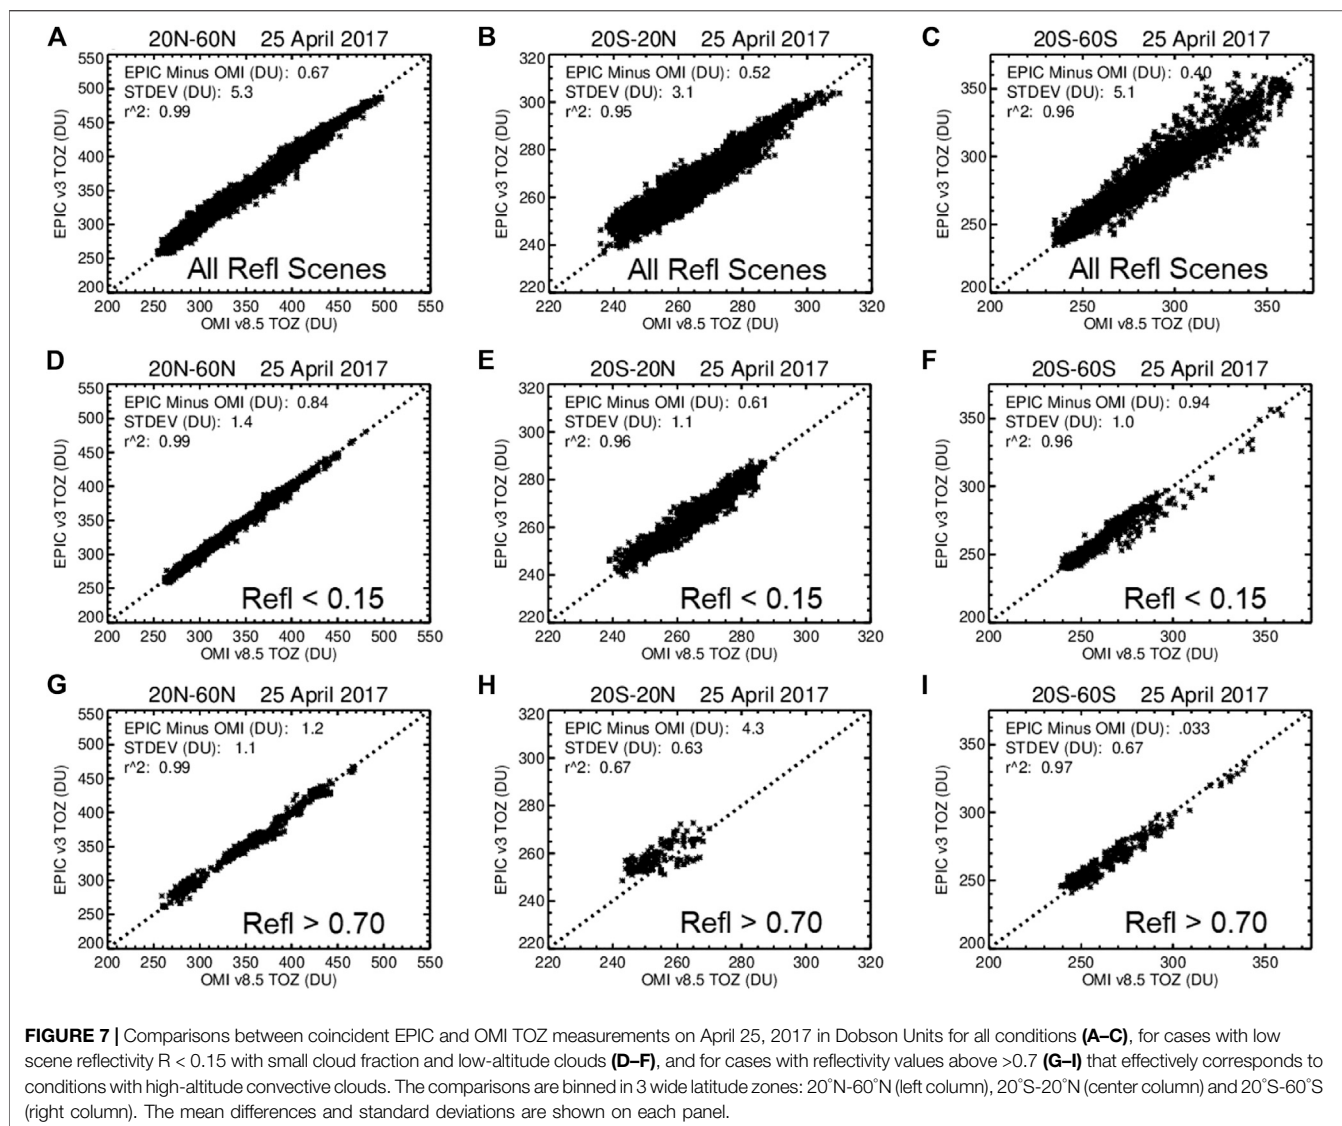 A
20N-60N 25 April 2017
EPIC Minus OMI (DU): 0.67
STDEV (DU): 5.3
r^2: 0.99
All Refl Scenes
EPIC v3 TOZ (DU)
550
500
450
400
350
300
250
200
200 250 300 350 400 450 500 550
OMI v8.5 TOZ (DU)
B
20S-20N 25 April 2017
EPIC Minus OMI (DU): 0.52
STDEV (DU): 3.1
r^2: 0.95
All Refl Scenes
EPIC v3 TOZ (DU)
320
300
280
260
240
220
220 240 260 280 300 320
OMI v8.5 TOZ (DU)
C
20S-60S 25 April 2017
EPIC Minus OMI (DU): 0.40
STDEV (DU): 5.1
r^2: 0.96
All Refl Scenes
EPIC v3 TOZ (DU)
350
300
250
200
200 250 300 350
OMI v8.5 TOZ (DU)
D
20N-60N 25 April 2017
EPIC Minus OMI (DU): 0.84
STDEV (DU): 1.4
r^2: 0.99
Refl < 0.15
EPIC v3 TOZ (DU)
550
500
450
400
350
300
250
200
200 250 300 350 400 450 500 550
OMI v8.5 TOZ (DU)
E
20S-20N 25 April 2017
EPIC Minus OMI (DU): 0.61
STDEV (DU): 1.1
r^2: 0.96
Refl < 0.15
EPIC v3 TOZ (DU)
320
300
280
260
240
220
220 240 260 280 300 320
OMI v8.5 TOZ (DU)
F
20S-60S 25 April 2017
EPIC Minus OMI (DU): 0.94
STDEV (DU): 1.0
r^2: 0.96
Refl < 0.15
EPIC v3 TOZ (DU)
350
300
250
200
200 250 300 350
OMI v8.5 TOZ (DU)
G
20N-60N 25 April 2017
EPIC Minus OMI (DU): 1.2
STDEV (DU): 1.1
r^2: 0.99
Refl > 0.70
EPIC v3 TOZ (DU)
550
500
450
400
350
300
250
200
200 250 300 350 400 450 500 550
OMI v8.5 TOZ (DU)
H
20S-20N 25 April 2017
EPIC Minus OMI (DU): 4.3
STDEV (DU): 0.63
r^2: 0.67
Refl > 0.70
EPIC v3 TOZ (DU)
320
300
280
260
240
220
220 240 260 280 300 320
OMI v8.5 TOZ (DU)
I
20S-60S 25 April 2017
EPIC Minus OMI (DU): .033
STDEV (DU): 0.67
r^2: 0.97
Refl > 0.70
EPIC v3 TOZ (DU)
350
300
250
200
200 250 300 350
OMI v8.5 TOZ (DU)
FIGURE 7 | Comparisons between coincident EPIC and OMI TOZ measurements on April 25, 2017 in Dobson Units for all conditions (A–C), for cases with low
scene reflectivity R < 0.15 with small cloud fraction and low-altitude clouds (D–F), and for cases with reflectivity values above >0.7 (G–I) that effectively corresponds to
conditions with high-altitude convective clouds. The comparisons are binned in 3 wide latitude zones: 20°N-60°N (left column), 20°S-20°N (center column) and 20°S-60°S
(right column). The mean differences and standard deviations are shown on each panel.